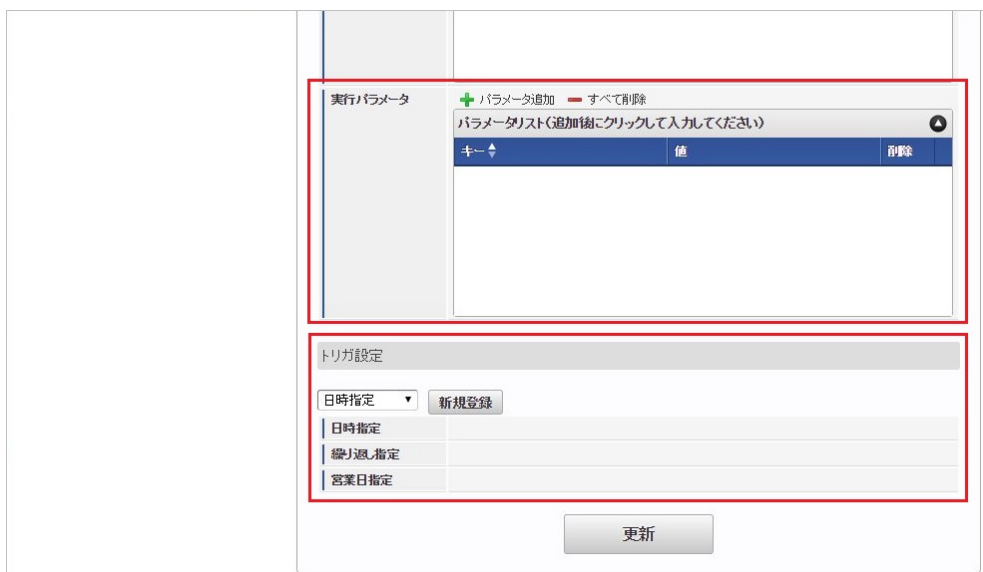 実行パラメータ
パラメータ追加 すべて削除
パラメータリスト(追加後にクリックして入力してください)
キー 値 削除
トリガ設定
日時指定 新規登録
日時指定
繰り返し指定
営業日指定
更新